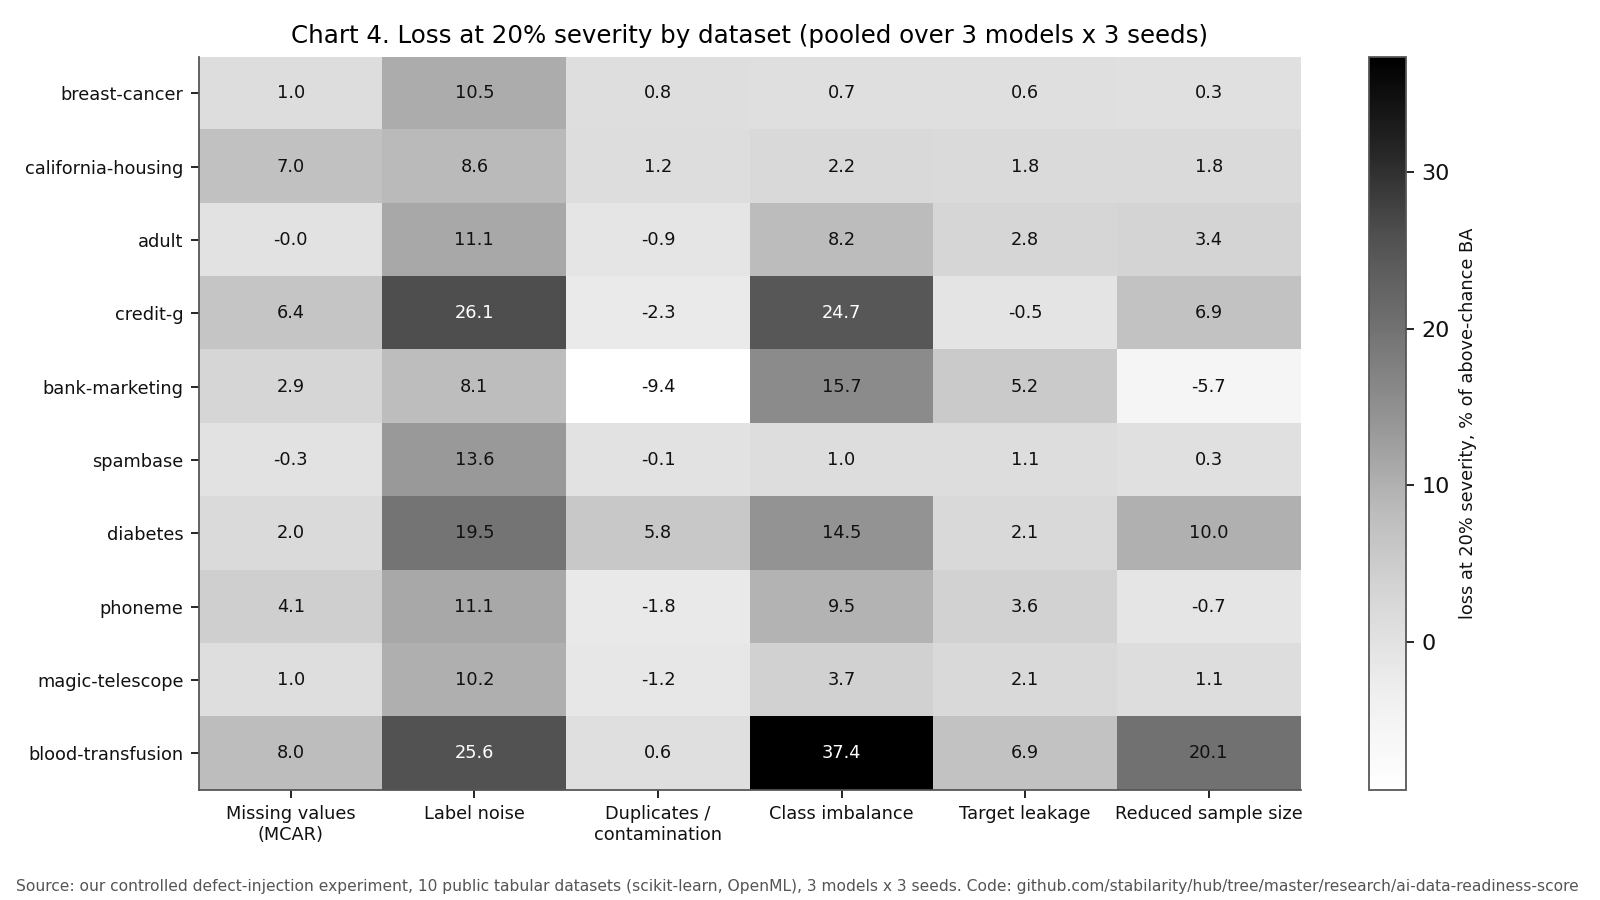 Chart 4. Loss at 20% severity by dataset (pooled over 3 models x 3 seeds)
breast-cancer 1.0 10.5 0.8 0.7 0.6 0.3
california-housing 7.0 8.6 1.2 2.2 1.8 1.8
adult -0.0 11.1 -0.9 8.2 2.8 3.4
credit-g 6.4 26.1 -2.3 24.7 -0.5 6.9
bank-marketing 2.9 8.1 -9.4 15.7 5.2 -5.7
spambase -0.3 13.6 -0.1 1.0 1.1 0.3
diabetes 2.0 19.5 5.8 14.5 2.1 10.0
phoneme 4.1 11.1 -1.8 9.5 3.6 -0.7
magic-telescope 1.0 10.2 -1.2 3.7 2.1 1.1
blood-transfusion 8.0 25.6 0.6 37.4 6.9 20.1
Missing values
(MCAR)
Label noise
Duplicates /
contamination
Class imbalance
Target leakage
Reduced sample size
30
20
10
0
loss at 20% severity, % of above-chance BA
Source: our controlled defect-injection experiment, 10 public tabular datasets (scikit-learn, OpenML), 3 models x 3 seeds. Code: github.com/stabilarity/hub/tree/master/research/ai-data-readiness-score